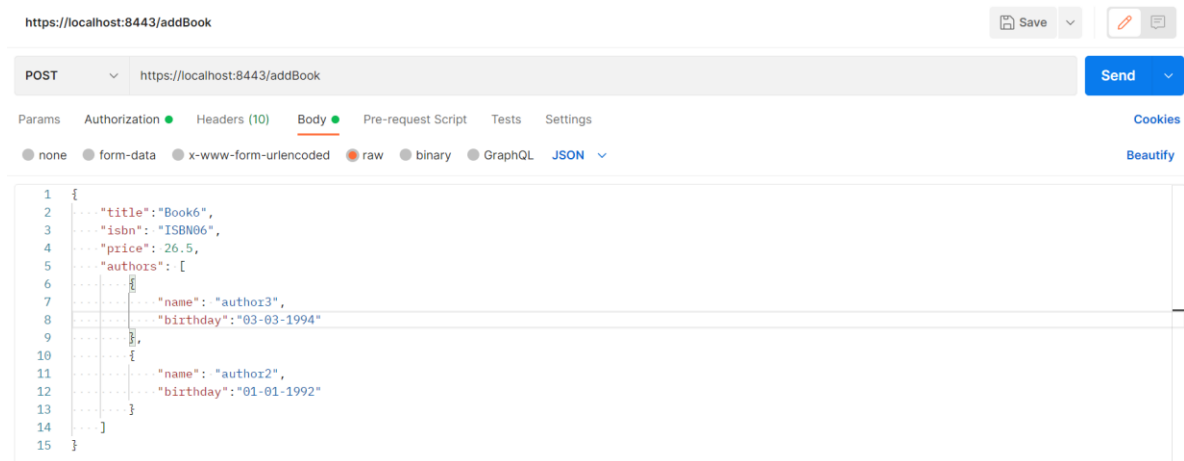 https://localhost:8443/addBook Save
POST https://localhost:8443/addBook Send
Params Authorization Headers (10) Body Pre-request Script Tests Settings Cookies
none form-data x-www-form-urlencoded raw binary GraphQL JSON Beautify
1 {
2 "title":"Book6",
3 "isbn": "ISBN06",
4 "price": 26.5,
5 "authors": [
6 {
7 "name": "author3",
8 "birthday":"03-03-1994"
9 },
10 {
11 "name": "author2",
12 "birthday":"01-01-1992"
13 }
14 ]
15 }